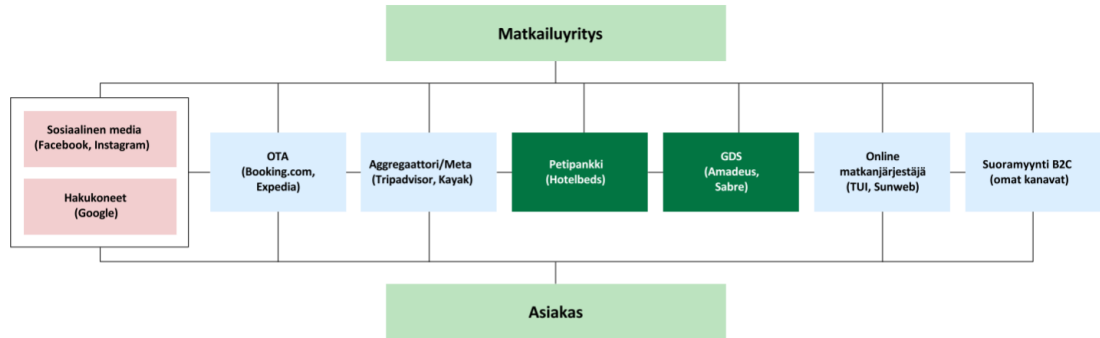 Matkailuyritys
Sosiaalinen media
(Facebook, Instagram)
Hakukoneet
(Google)
OTA
(Booking.com,
Expedia)
Aggregaattori/Meta
(Tripadvisor, Kayak)
Petipankki
(Hotelbeds)
GDS
(Amadeus,
Sabre)
Online
matkanjärjestäjä
(TUI, Sunweb)
Suoramyynti B2C
(omat kanavat)
Asiakas